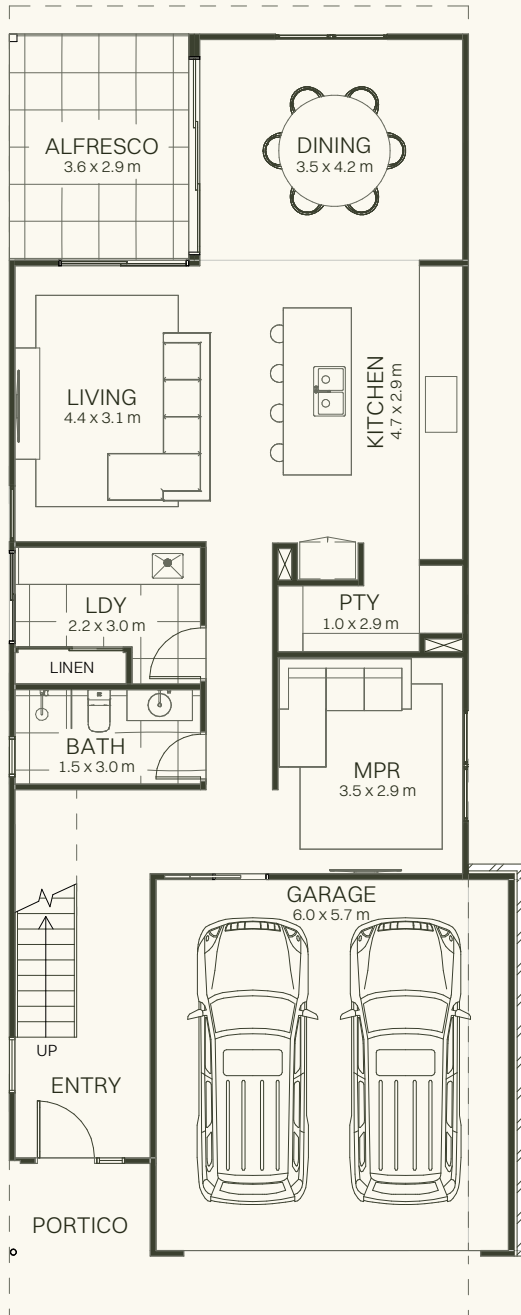 ALFRESCO
3.6 x 2.9 m
DINING
3.5 x 4.2 m
LIVING
4.4 x 3.1 m
KITCHEN
4.7 x 2.9 m
LDY
2.2 x 3.0 m
LINEN
PTY
1.0 x 2.9 m
BATH
1.5 x 3.0 m
MPR
3.5 x 2.9 m
GARAGE
6.0 x 5.7 m
UP
ENTRY
PORTICO